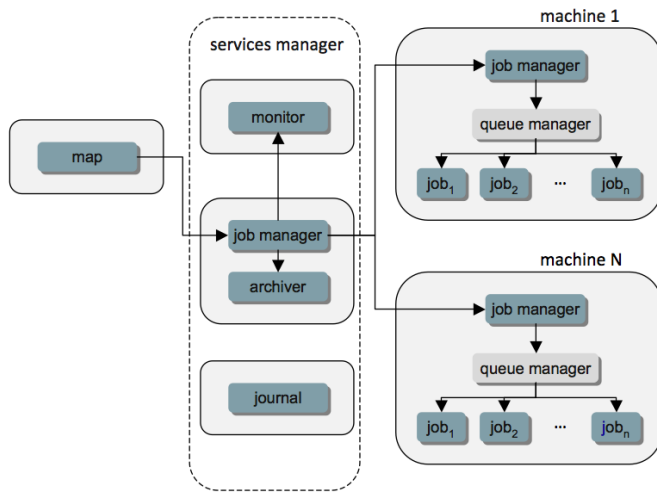 services manager
monitor
map
job manager
archiver
journal
machine 1
job manager
queue manager
job₁ job₂ ... jobₙ
machine N
job manager
queue manager
job₁ job₂ ... jobₙ